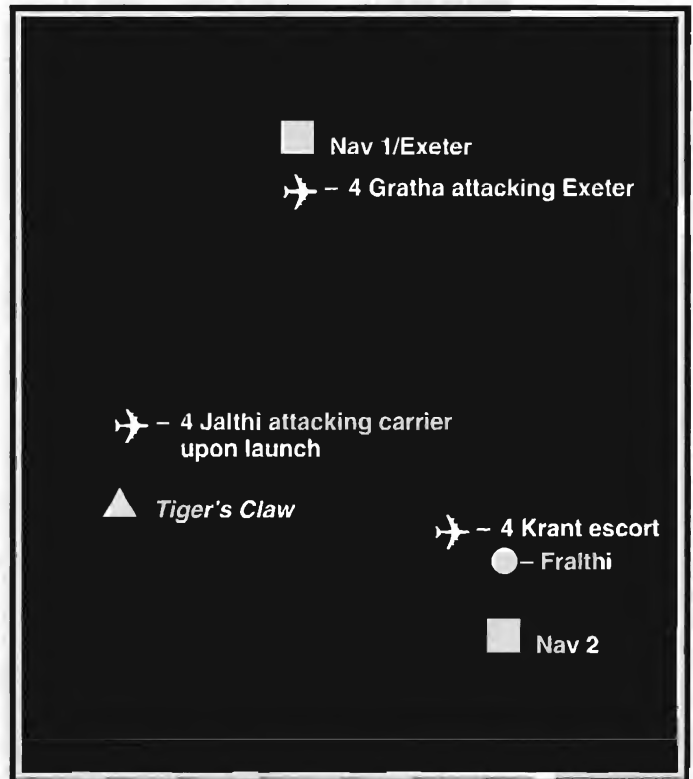 Nav 1/Exeter
– 4 Gratha attacking Exeter
– 4 Jalthi attacking carrier
upon launch
Tiger's Claw
– 4 Krant escort
– Fralthi
Nav 2